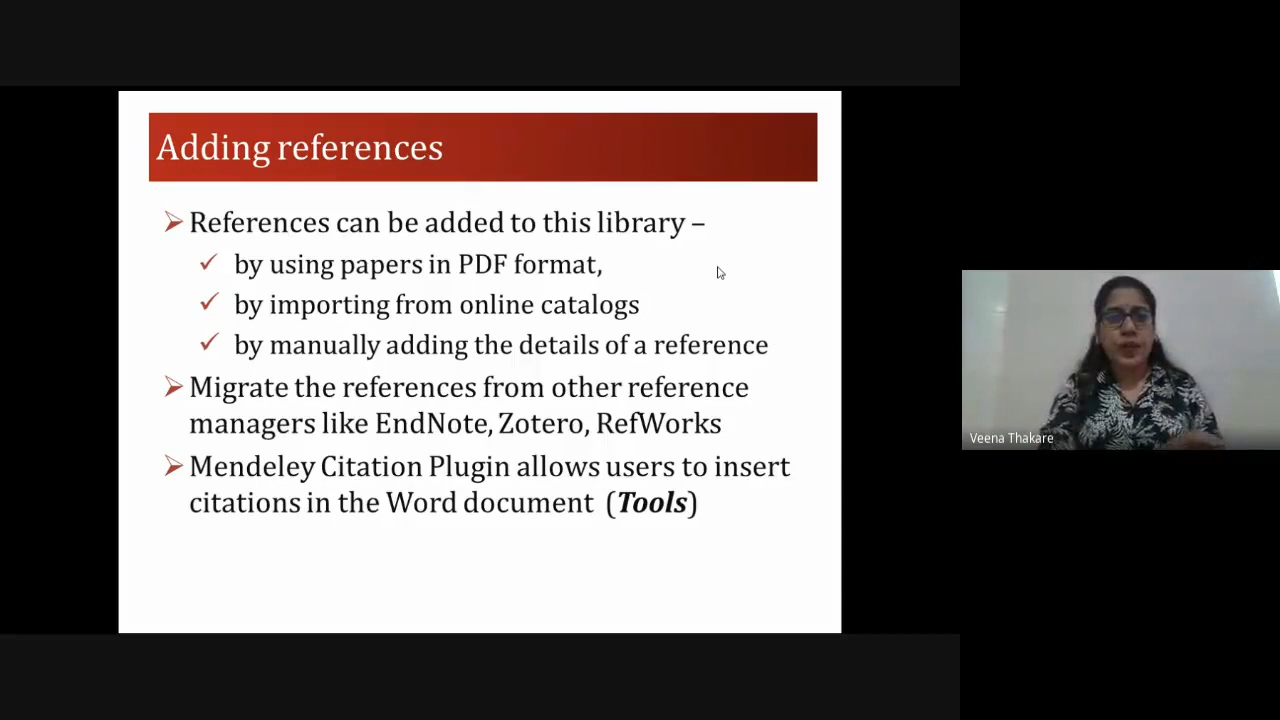 Adding references
References can be added to this library –
by using papers in PDF format,
by importing from online catalogs
by manually adding the details of a reference
Migrate the references from other reference
managers like EndNote, Zotero, RefWorks
Mendeley Citation Plugin allows users to insert
citations in the Word document (Tools)
Veena Thakare